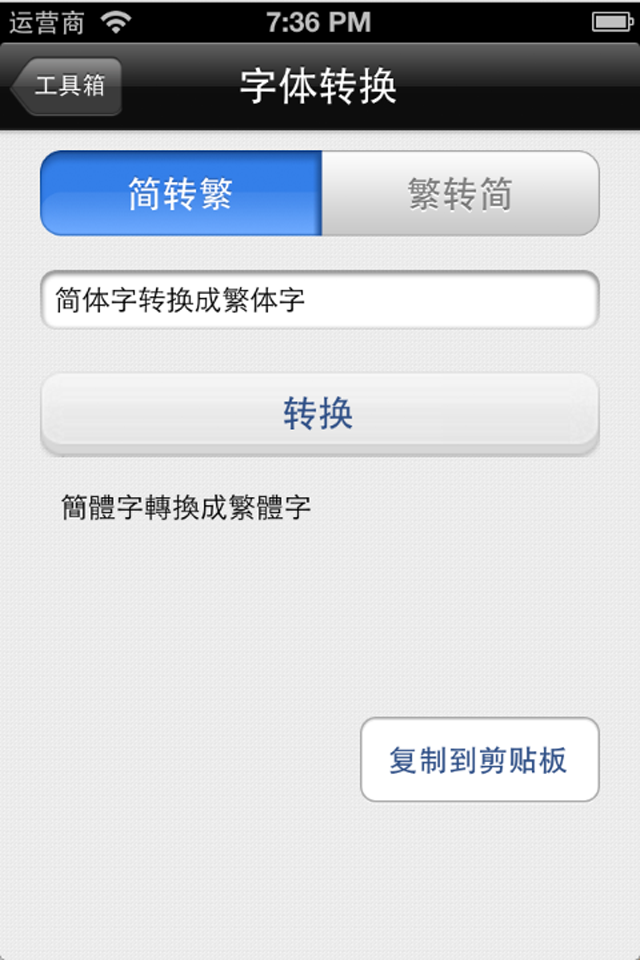 运营商 7:36 PM
工具箱 字体转换
简转繁 繁转简
简体字转换成繁体字
转换
簡體字轉換成繁體字
复制到剪贴板